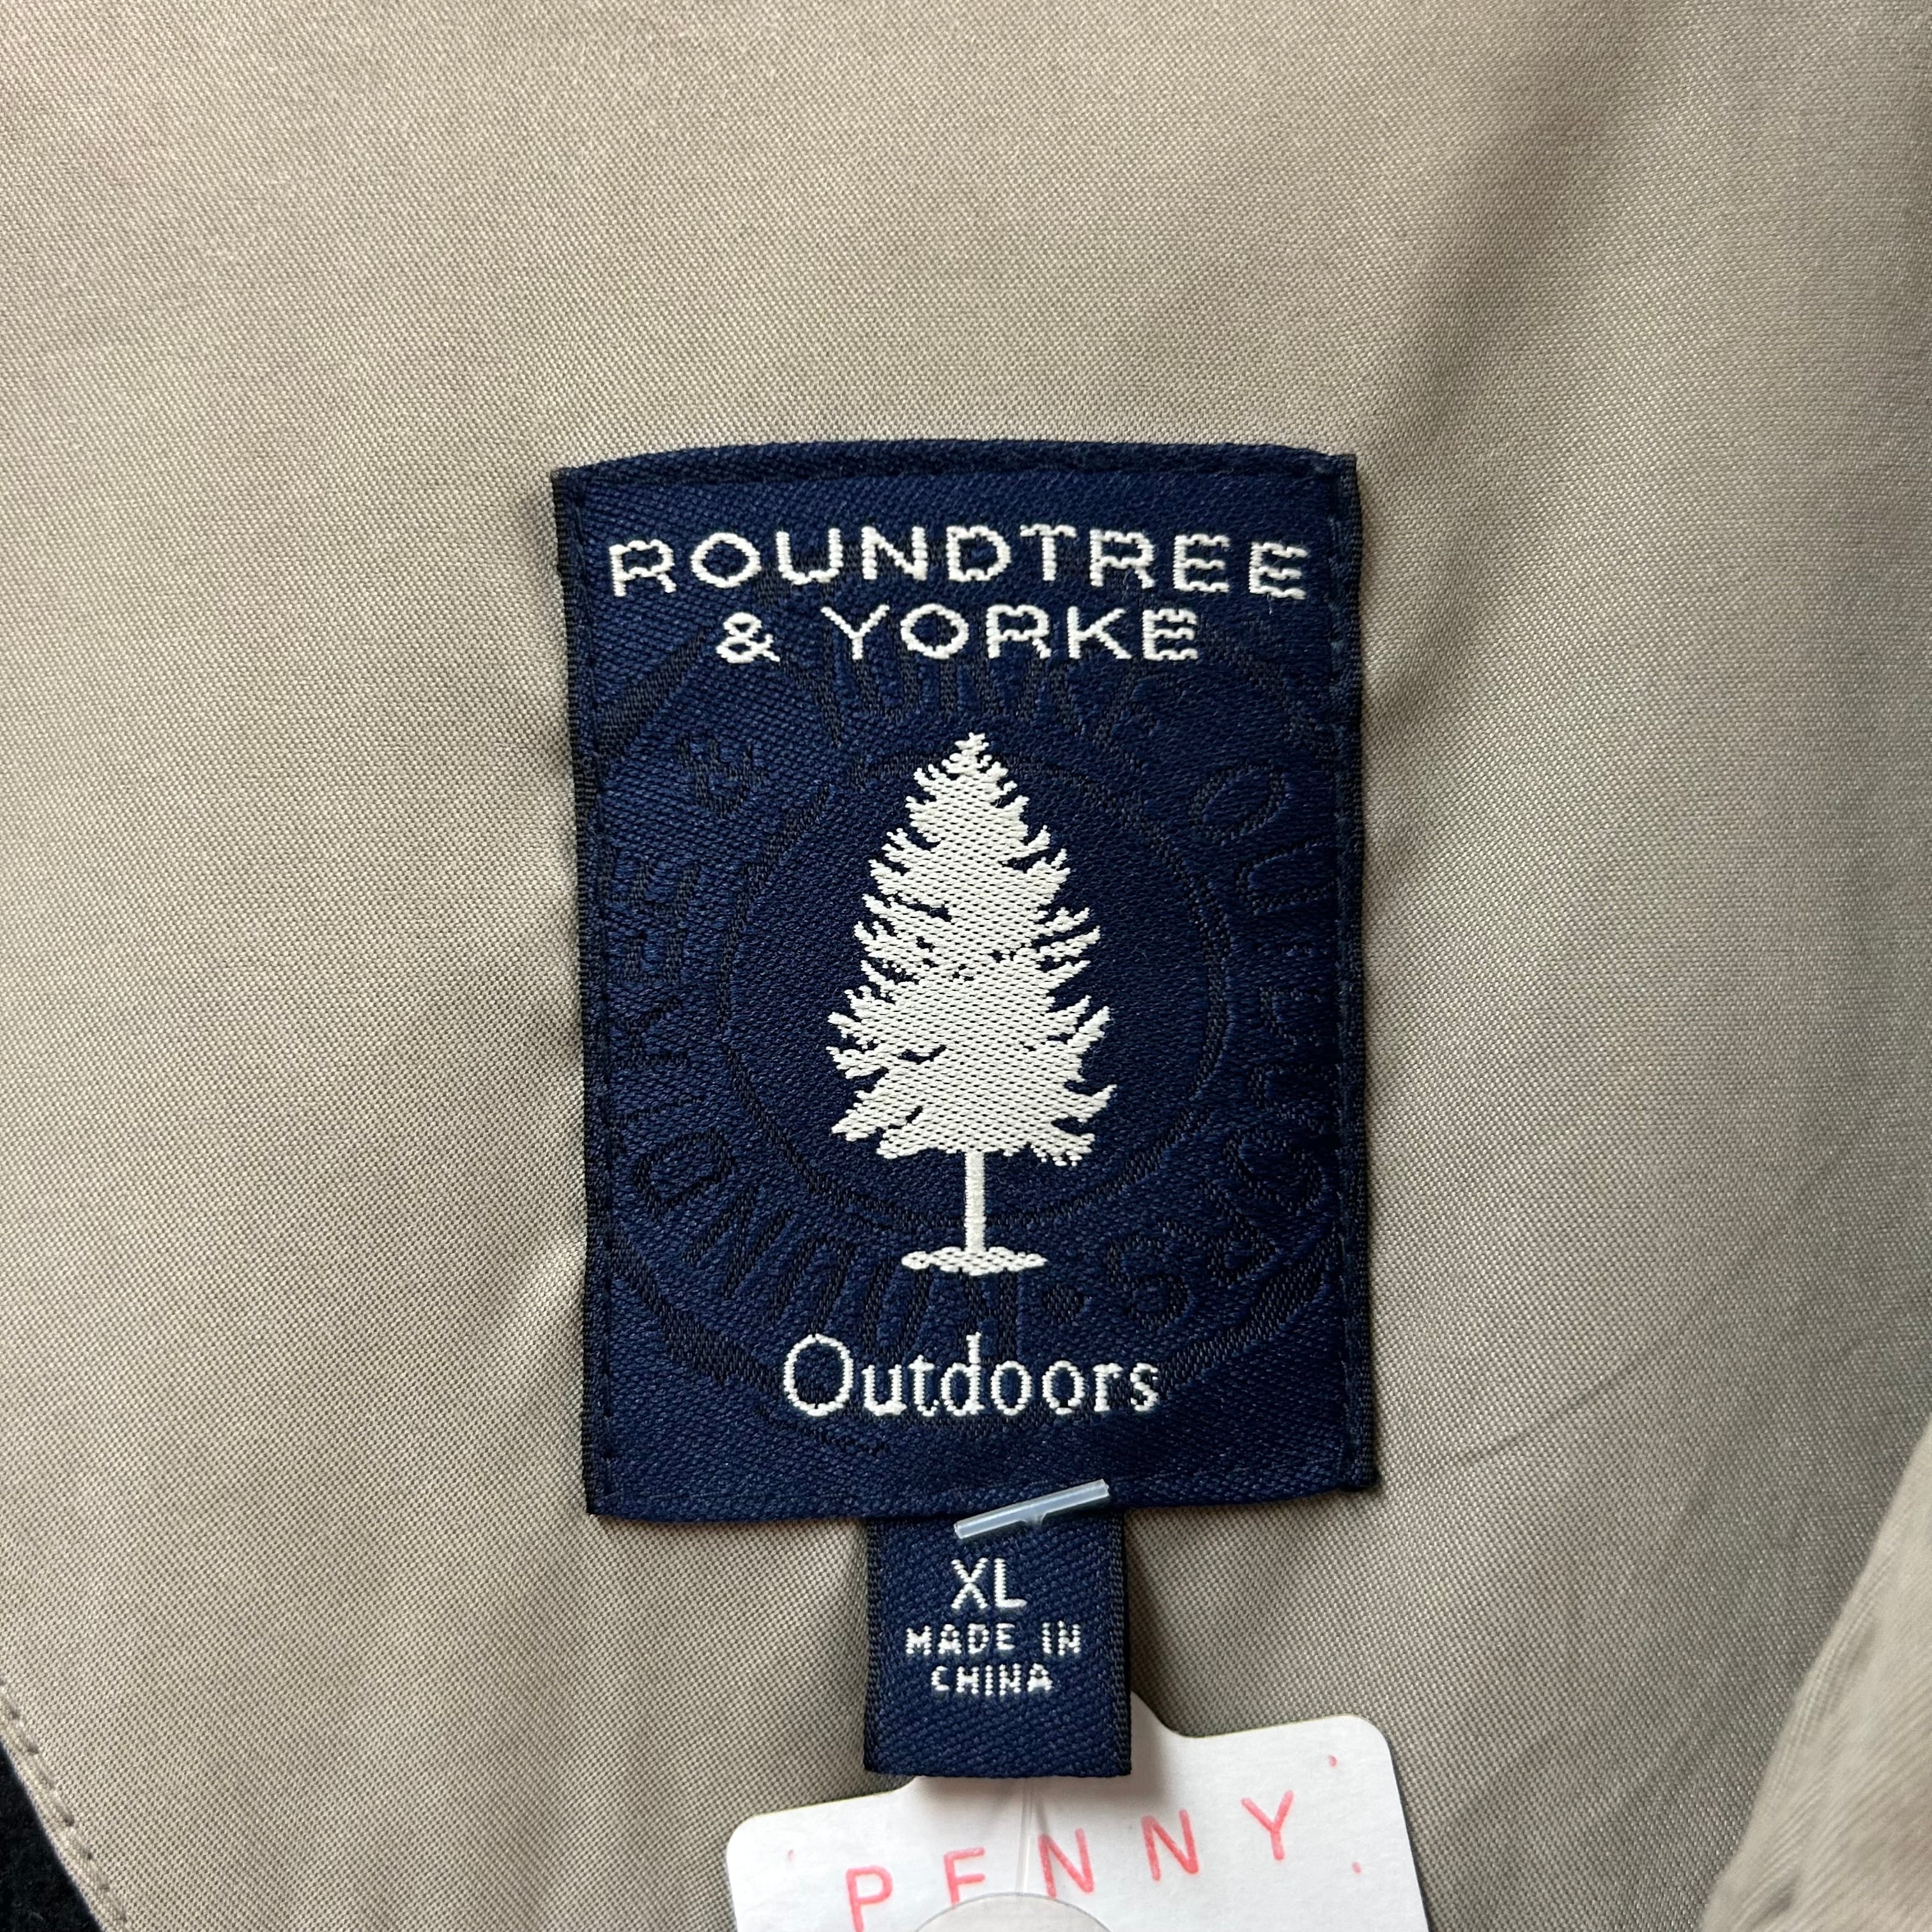 ROUNDTREE
& YORKE
Outdoors
XL
MADE IN
CHINA
PENNY